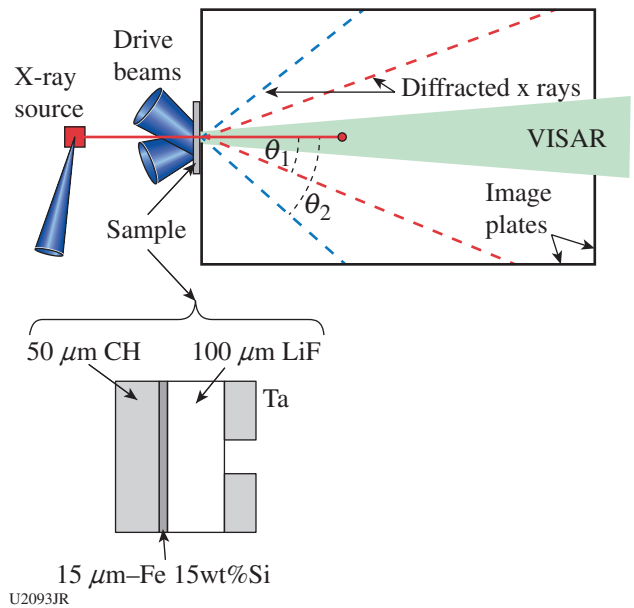 Drive
beams
X-ray
source
Diffracted x rays
VISAR
θ1
θ2
Image
plates
Sample
50 μm CH
100 μm LiF
Ta
15 μm–Fe 15wt%Si
U2093JR